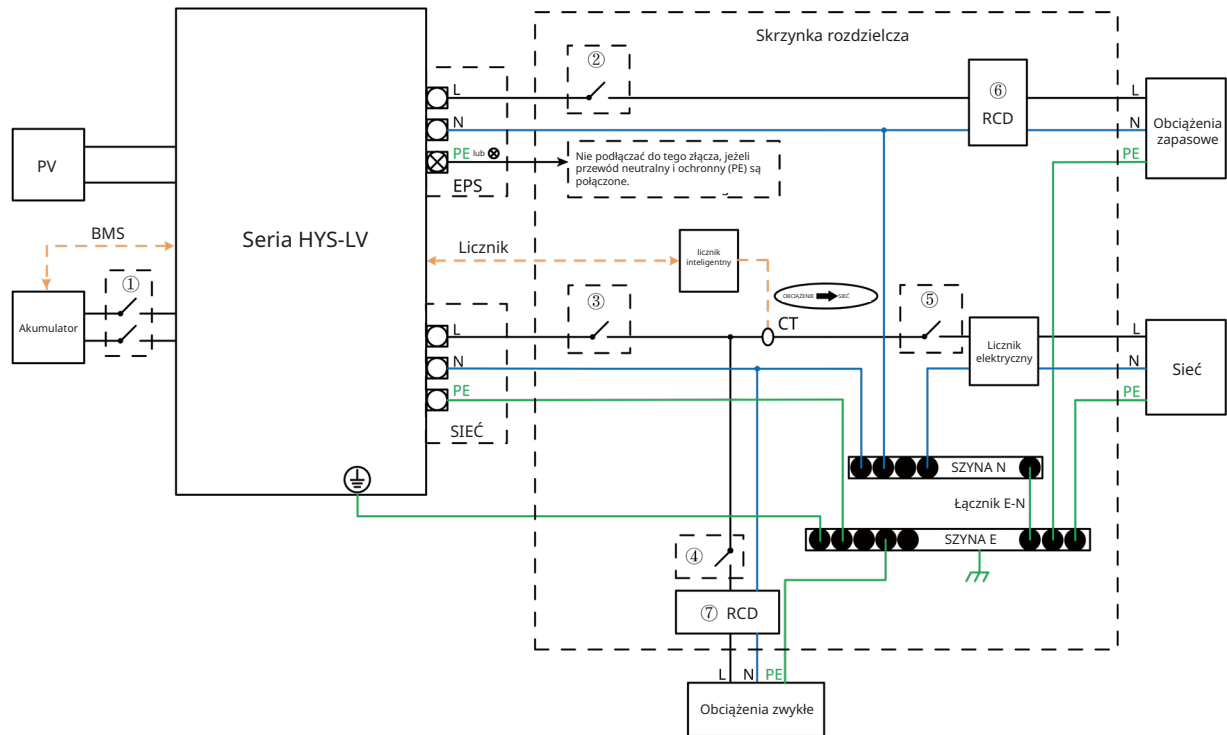 Skrzynka rozdzielcza
②
⑥
RCD
L
N
PE lub ⊗
EPS
Nie podłączać do tego złącza, jeżeli
przewód neutralny i ochronny (PE) są
połączone.
L
N
PE
Obciążenia
zapasowe
PV
BMS
Seria HYS-LV
Licznik
licznik
inteligentny
①
Akumulator
OBCIĄŻENIE SIEĆ
③
CT
⑤
L
N
PE
SIEĆ
Licznik
elektryczny
L
N
PE
Sieć
SZYNA N
Łącznik E-N
SZYNA E
④
⑦ RCD
L N PE
Obciążenia zwykłe